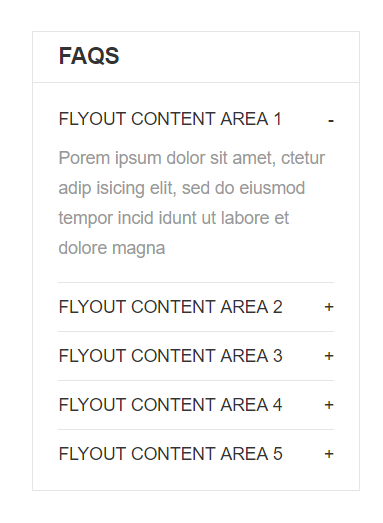 FAQS
FLYOUT CONTENT AREA 1 -
Porem ipsum dolor sit amet, ctetur
adip isicing elit, sed do eiusmod
tempor incid idunt ut labore et
dolore magna
FLYOUT CONTENT AREA 2 +
FLYOUT CONTENT AREA 3 +
FLYOUT CONTENT AREA 4 +
FLYOUT CONTENT AREA 5 +